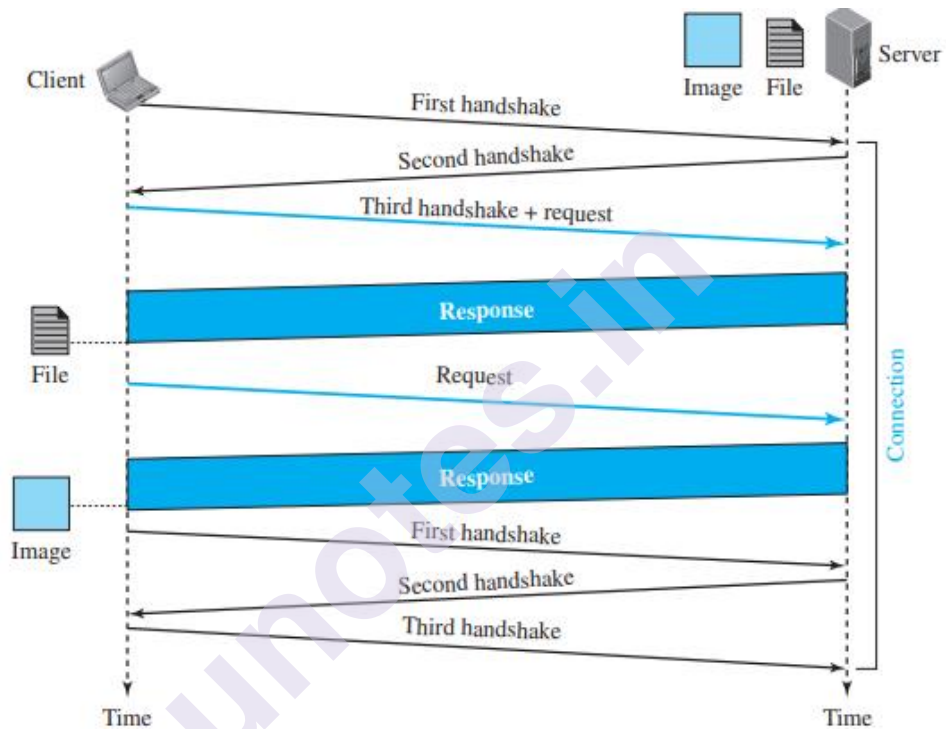 Client
Image
File
Server
First handshake
Second handshake
Third handshake + request
Response
File
Request
Connection
Response
Image
First handshake
Second handshake
Third handshake
Time
Time
unotes.in